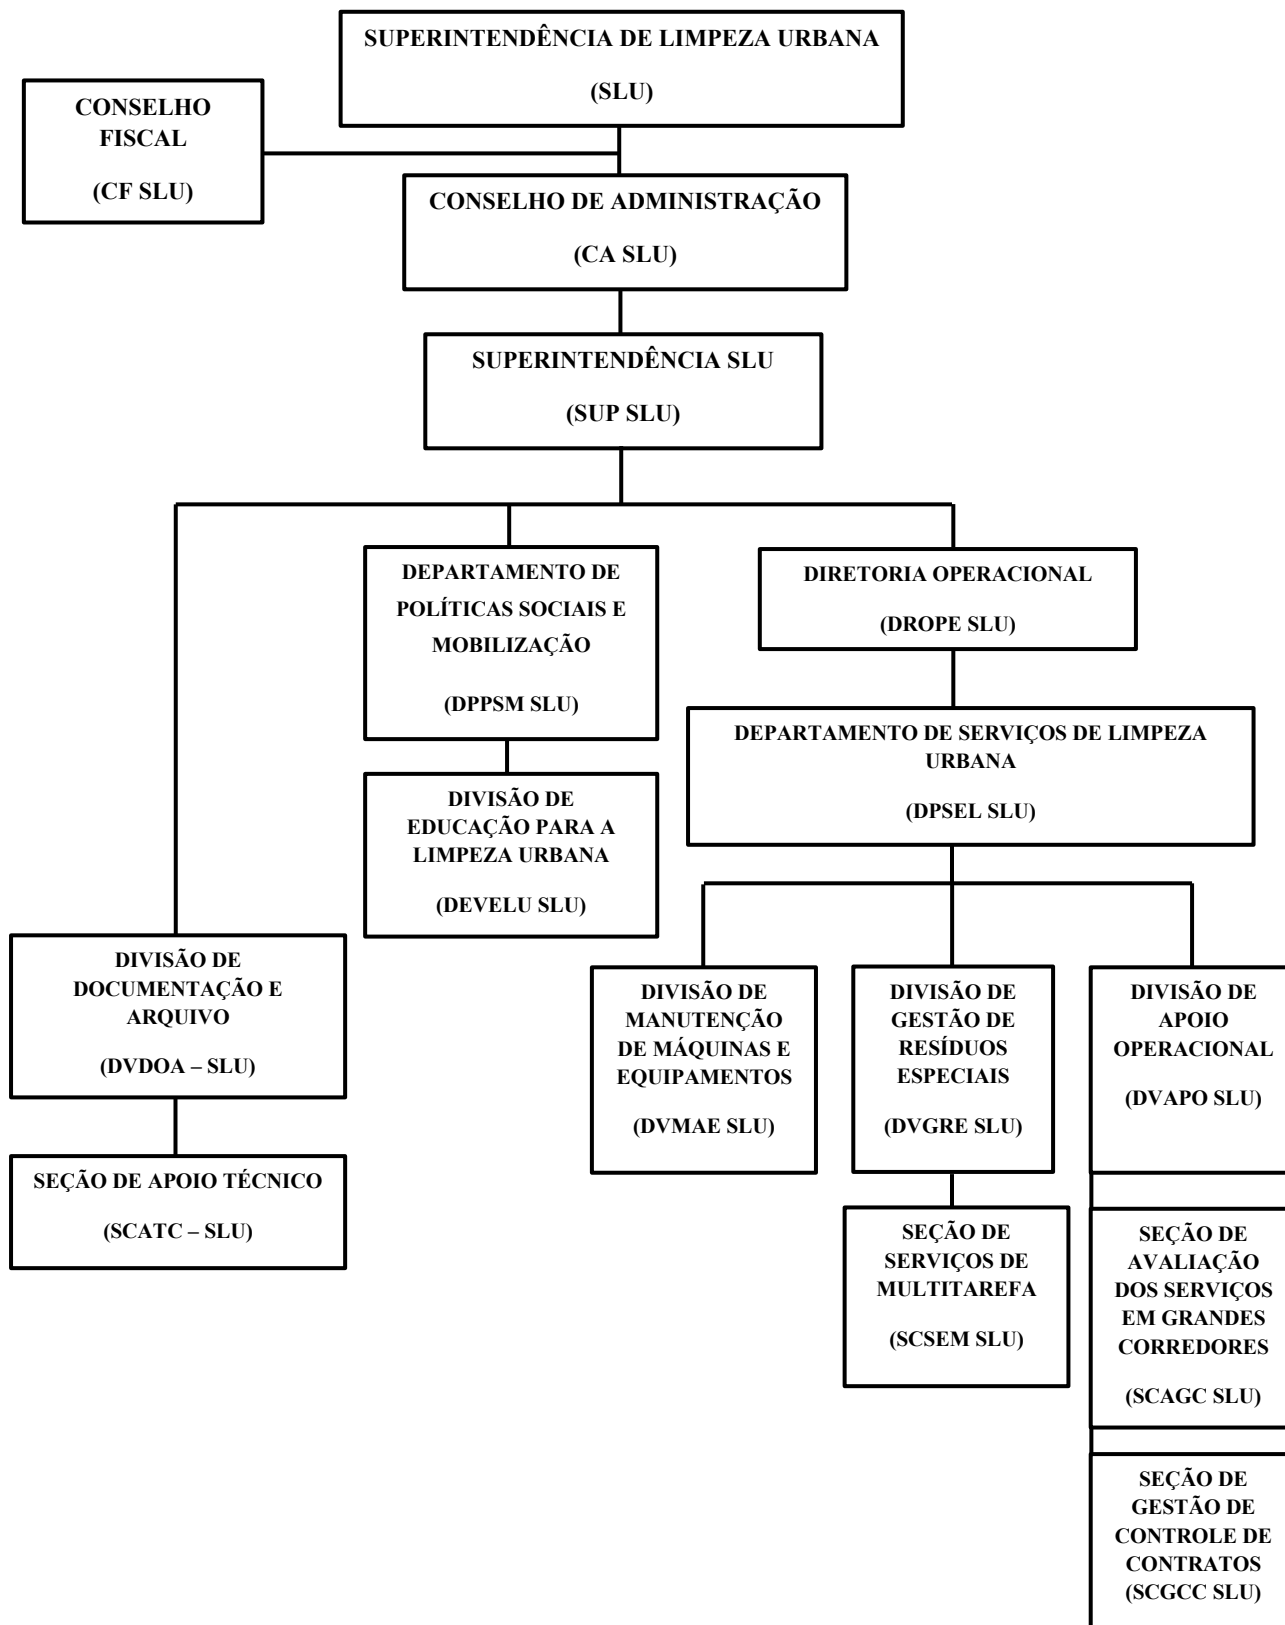 SUPERINTENDÊNCIA DE LIMPEZA URBANA
(SLU)
CONSELHO
FISCAL
(CF SLU)
CONSELHO DE ADMINISTRAÇÃO
(CA SLU)
SUPERINTENDÊNCIA SLU
(SUP SLU)
DEPARTAMENTO DE
POLÍTICAS SOCIAIS E
MOBILIZAÇÃO
(DPPSM SLU)
DIRETORIA OPERACIONAL
(DROPE SLU)
DEPARTAMENTO DE SERVIÇOS DE LIMPEZA
URBANA
(DPSEL SLU)
DIVISÃO DE
EDUCAÇÃO PARA A
LIMPEZA URBANA
(DEVELU SLU)
DIVISÃO DE
DOCUMENTAÇÃO E
ARQUIVO
(DVDOA – SLU)
DIVISÃO DE
MANUTENÇÃO
DE MÁQUINAS E
EQUIPAMENTOS
(DVMAE SLU)
DIVISÃO DE
GESTÃO DE
RESÍDUOS
ESPECIAIS
(DVGRE SLU)
DIVISÃO DE
APOIO
OPERACIONAL
(DVAPO SLU)
SEÇÃO DE APOIO TÉCNICO
(SCATC – SLU)
SEÇÃO DE
SERVIÇOS DE
MULTITAREFA
(SCSEM SLU)
SEÇÃO DE
AVALIAÇÃO
DOS SERVIÇOS
EM GRANDES
CORREDORES
(SCAGC SLU)
SEÇÃO DE
GESTÃO DE
CONTROLE DE
CONTRATOS
(SCGCC SLU)